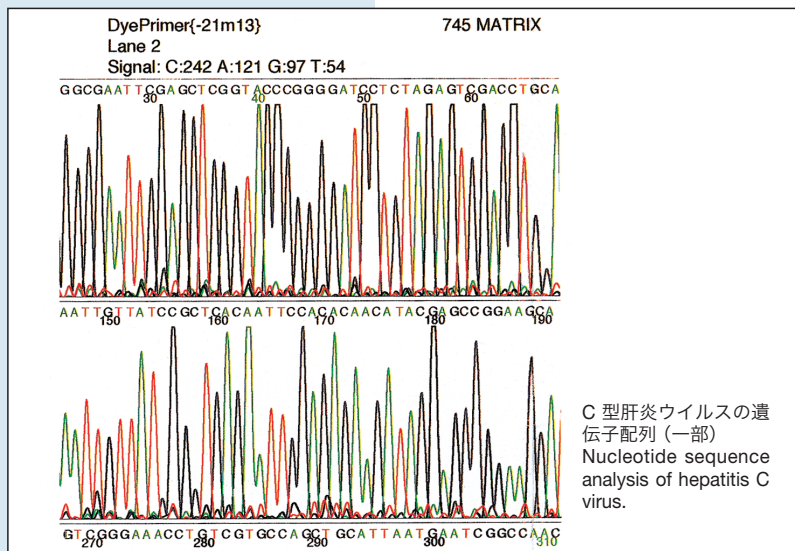 DyePrimer{-21m13} 745 MATRIX
Lane 2
Signal: C:242 A:121 G:97 T:54
GGCGAATTCGAGCTCGGTACCCGGGGATCCTCTAGAGTCGACCTGCA
30 40 50 60
AATTGTTATCCGCTCACAATTCCACACAACATACGAGCCGGAAGCA
150 160 170 180 190
GTCGGGAAACCTGTCGTGCCAGCTGCATTAATGAATCGGCCAAC
270 280 290 300 310
C 型肝炎ウイルスの遺
伝子配列（一部）
Nucleotide sequence
analysis of hepatitis C
virus.